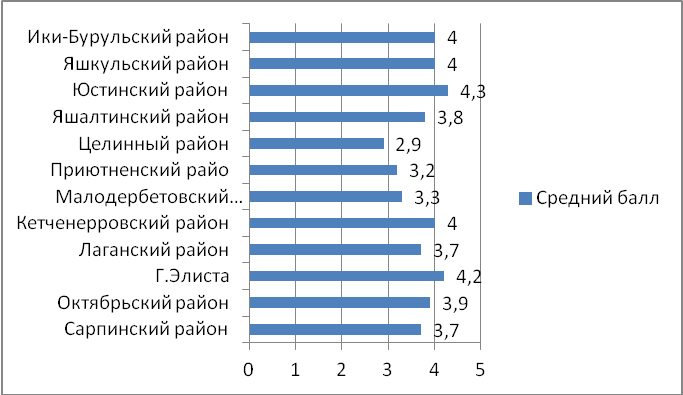 Ики-Бурульский район 4
Яшкульский район 4
Юстинский район 4,3
Яшалтинский район 3,8
Целинный район 2,9
Приютненский райо 3,2
Малодербетовский... 3,3
Кетченерровский район 4
Лаганский район 3,7
Г.Элиста 4,2
Октябрьский район 3,9
Сарпинский район 3,7
0 1 2 3 4 5
Средний балл